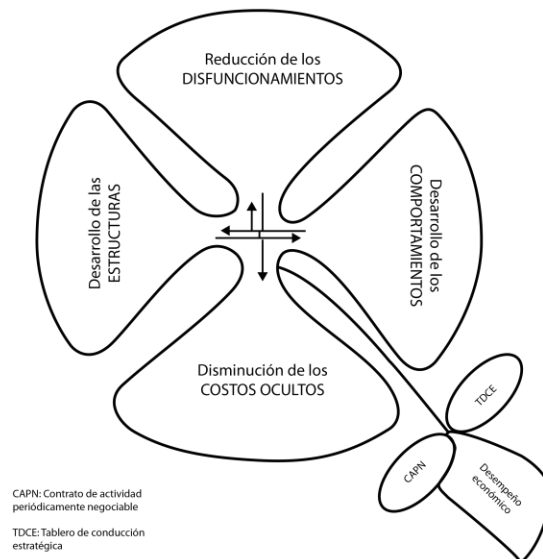 Reducción de los
DISFUNCIONAMIENTOS
Desarrollo de las
ESTRUCTURAS
Desarrollo de los
COMPORTAMIENTOS
Disminución de los
COSTOS OCULTOS
TDCE
CAPN
Desempeño
económico
CAPN: Contrato de actividad
periódicamente negociable
TDCE: Tablero de conducción
estratégica